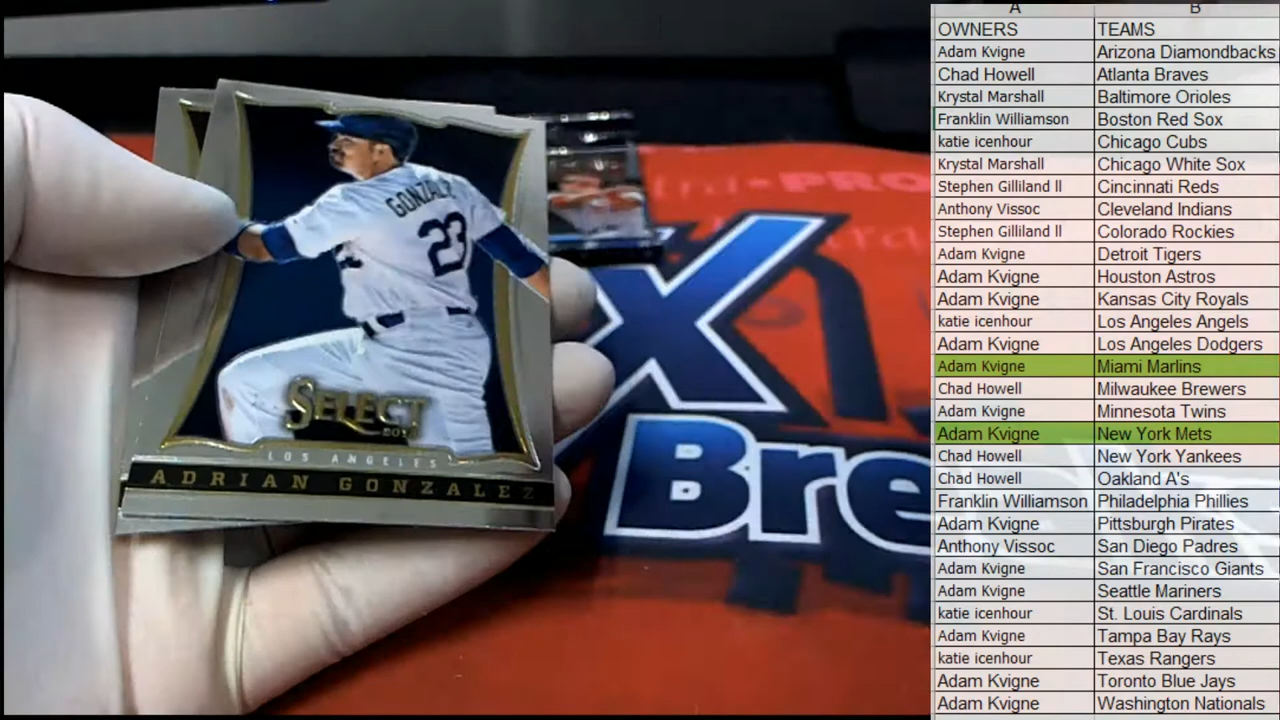 GONZALEZ
23
SELECT
LOS ANGELES
ADRIAN GONZALEZ
PRO
X
Bre
A B
OWNERS TEAMS
Adam Kvigne Arizona Diamondbacks
Chad Howell Atlanta Braves
Krystal Marshall Baltimore Orioles
Franklin Williamson Boston Red Sox
katie icenhour Chicago Cubs
Krystal Marshall Chicago White Sox
Stephen Gilliland II Cincinnati Reds
Anthony Vissoc Cleveland Indians
Stephen Gilliland II Colorado Rockies
Adam Kvigne Detroit Tigers
Adam Kvigne Houston Astros
Adam Kvigne Kansas City Royals
katie icenhour Los Angeles Angels
Adam Kvigne Los Angeles Dodgers
Adam Kvigne Miami Marlins
Chad Howell Milwaukee Brewers
Adam Kvigne Minnesota Twins
Adam Kvigne New York Mets
Chad Howell New York Yankees
Chad Howell Oakland A's
Franklin Williamson Philadelphia Phillies
Adam Kvigne Pittsburgh Pirates
Anthony Vissoc San Diego Padres
Adam Kvigne San Francisco Giants
Adam Kvigne Seattle Mariners
katie icenhour St. Louis Cardinals
Adam Kvigne Tampa Bay Rays
katie icenhour Texas Rangers
Adam Kvigne Toronto Blue Jays
Adam Kvigne Washington Nationals